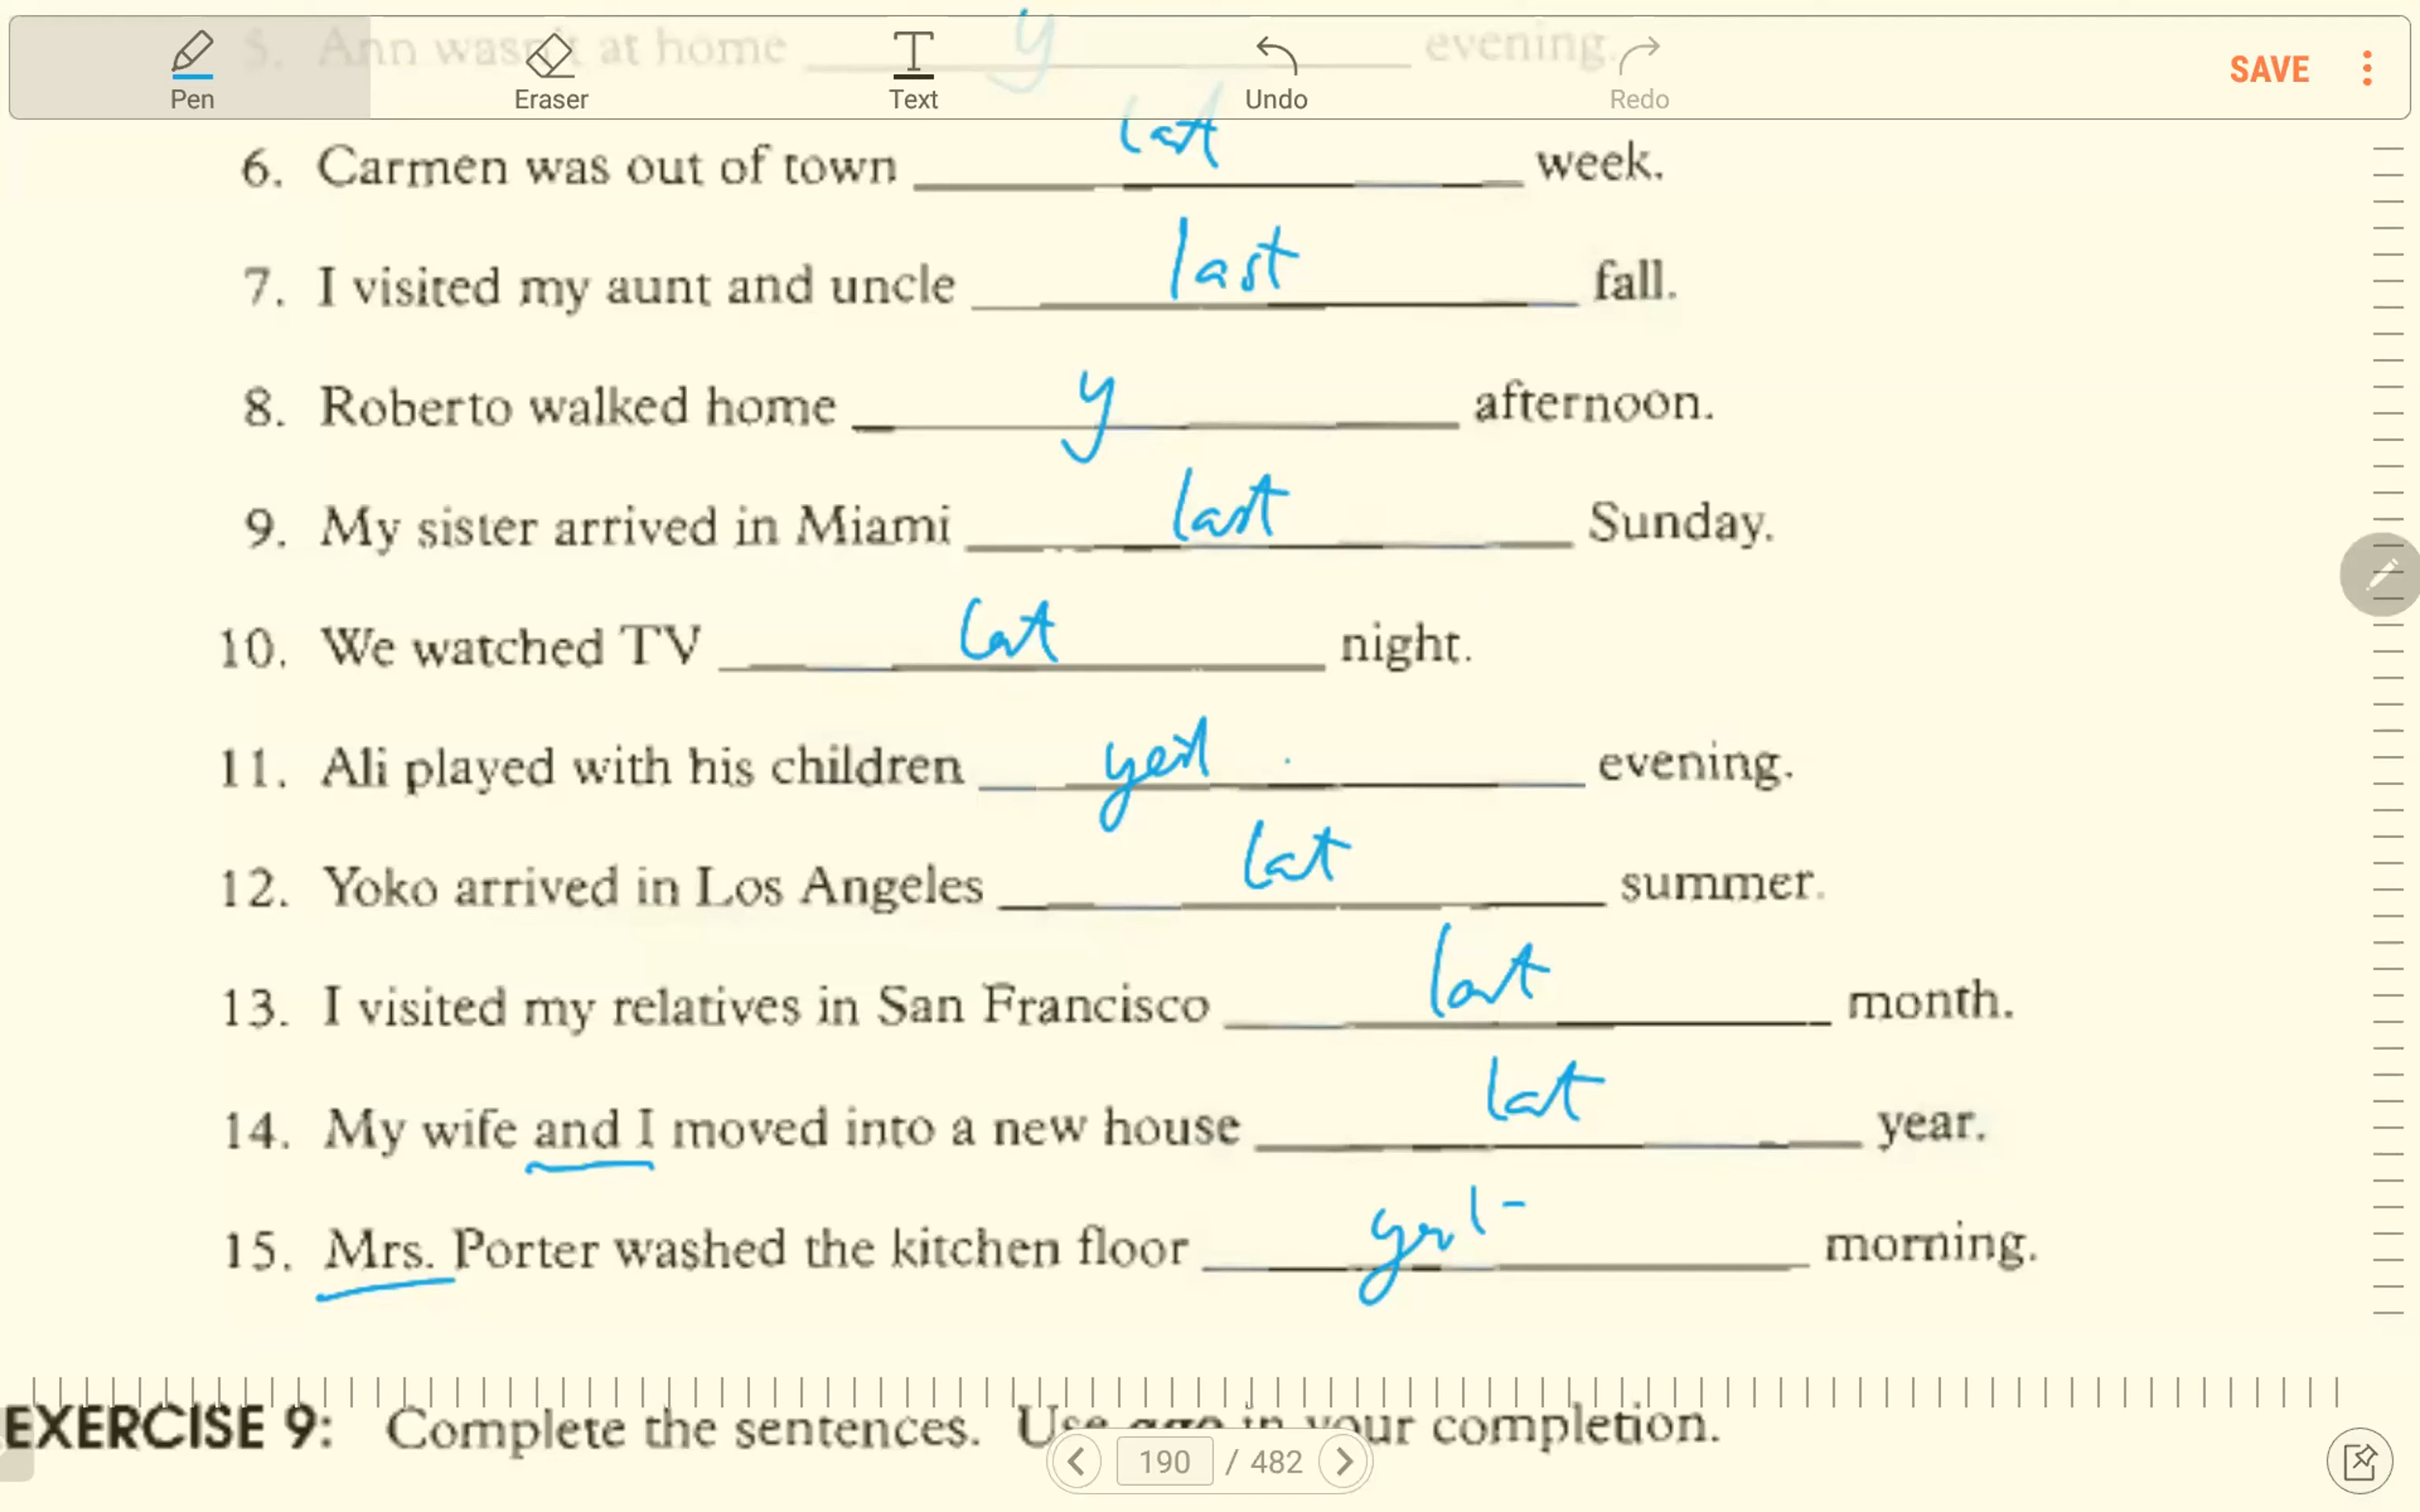 5. Ann wasn't at home y evening.
Pen Eraser Text Undo Redo SAVE
6. Carmen was out of town last week.
7. I visited my aunt and uncle last fall.
8. Roberto walked home y afternoon.
9. My sister arrived in Miami last Sunday.
10. We watched TV last night.
11. Ali played with his children yest evening.
12. Yoko arrived in Los Angeles last summer.
13. I visited my relatives in San Francisco last month.
14. My wife and I moved into a new house last year.
15. Mrs. Porter washed the kitchen floor morning.
EXERCISE 9: Complete the sentences. Use ago in your completion.
190 / 482